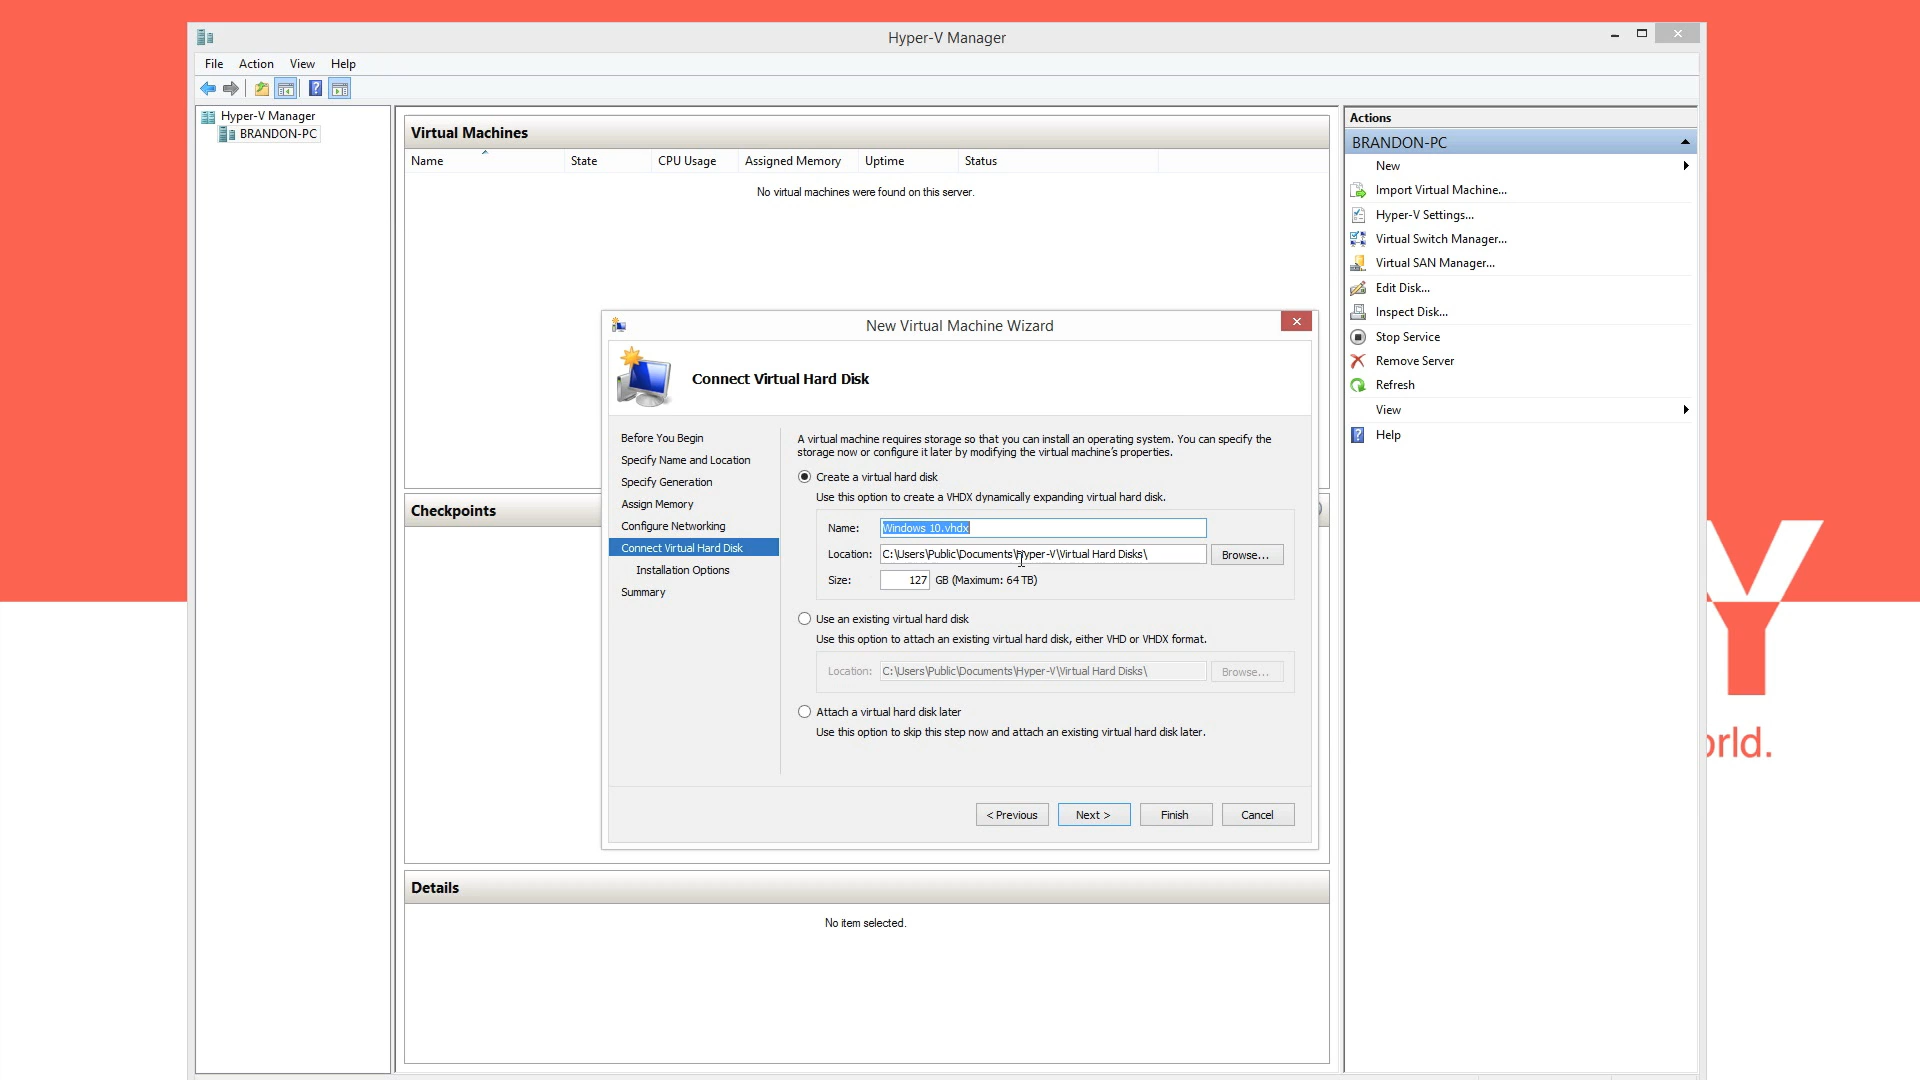 Hyper-V Manager
File Action View Help
Hyper-V Manager
BRANDON-PC
Virtual Machines
Name State CPU Usage Assigned Memory Uptime Status
No virtual machines were found on this server.
Checkpoints
Details
No item selected.
Actions
BRANDON-PC
New
Import Virtual Machine...
Hyper-V Settings...
Virtual Switch Manager...
Virtual SAN Manager...
Edit Disk...
Inspect Disk...
Stop Service
Remove Server
Refresh
View
Help
New Virtual Machine Wizard
Connect Virtual Hard Disk
Before You Begin
Specify Name and Location
Specify Generation
Assign Memory
Configure Networking
Connect Virtual Hard Disk
Installation Options
Summary
A virtual machine requires storage so that you can install an operating system. You can specify the
storage now or configure it later by modifying the virtual machine's properties.
Create a virtual hard disk
Use this option to create a VHDX dynamically expanding virtual hard disk.
Name: Windows 10.vhdx
Location: C:\Users\Public\Documents\Hyper-V\Virtual Hard Disks\ Browse...
Size: 127 GB (Maximum: 64 TB)
Use an existing virtual hard disk
Use this option to attach an existing virtual hard disk, either VHD or VHDX format.
Location: C:\Users\Public\Documents\Hyper-V\Virtual Hard Disks\ Browse...
Attach a virtual hard disk later
Use this option to skip this step now and attach an existing virtual hard disk later.
< Previous Next > Finish Cancel
Y
orld.